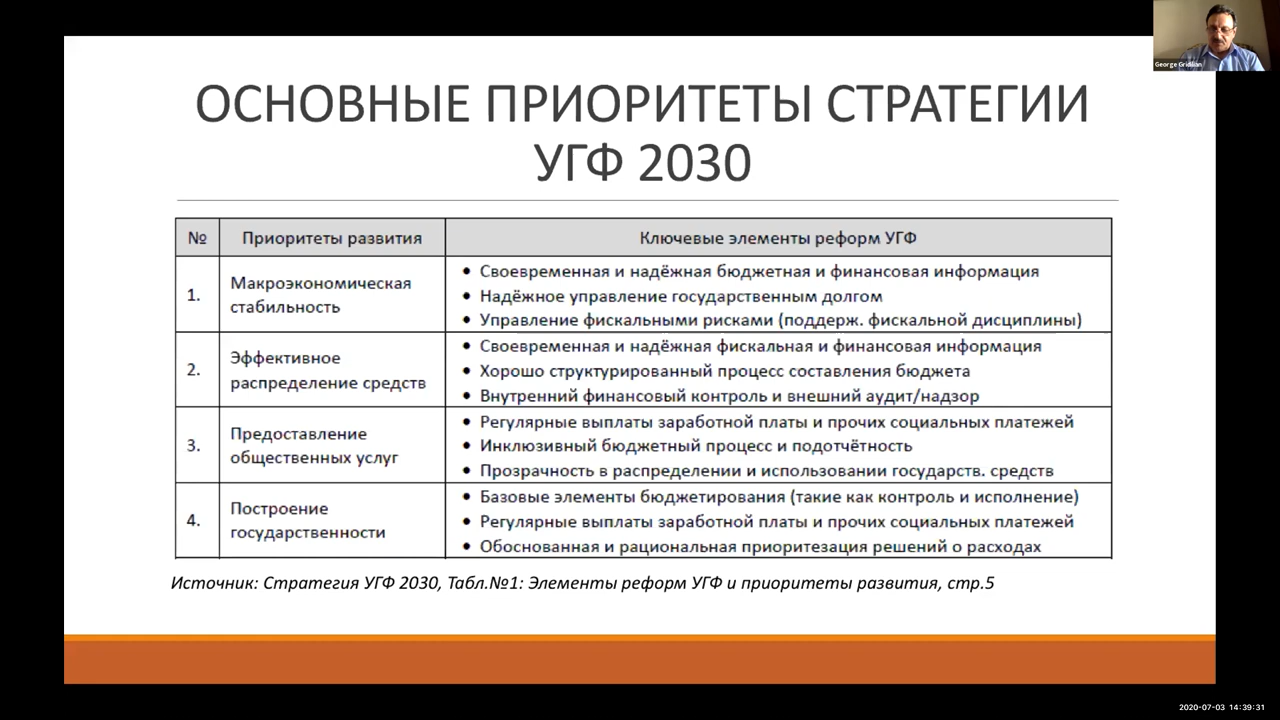 George Gridilian
ОСНОВНЫЕ ПРИОРИТЕТЫ СТРАТЕГИИ
УГФ 2030
№ Приоритеты развития Ключевые элементы реформ УГФ
1. Макроэкономическая
стабильность
• Своевременная и надёжная бюджетная и финансовая информация
• Надёжное управление государственным долгом
• Управление фискальными рисками (поддерж. фискальной дисциплины)
2. Эффективное
распределение средств
• Своевременная и надёжная фискальная и финансовая информация
• Хорошо структурированный процесс составления бюджета
• Внутренний финансовый контроль и внешний аудит/надзор
3. Предоставление
общественных услуг
• Регулярные выплаты заработной платы и прочих социальных платежей
• Инклюзивный бюджетный процесс и подотчётность
• Прозрачность в распределении и использовании государств. средств
4. Построение
государственности
• Базовые элементы бюджетирования (такие как контроль и исполнение)
• Регулярные выплаты заработной платы и прочих социальных платежей
• Обоснованная и рациональная приоритезация решений о расходах
Источник: Стратегия УГФ 2030, Табл.№1: Элементы реформ УГФ и приоритеты развития, стр.5
2020-07-03 14:39:31